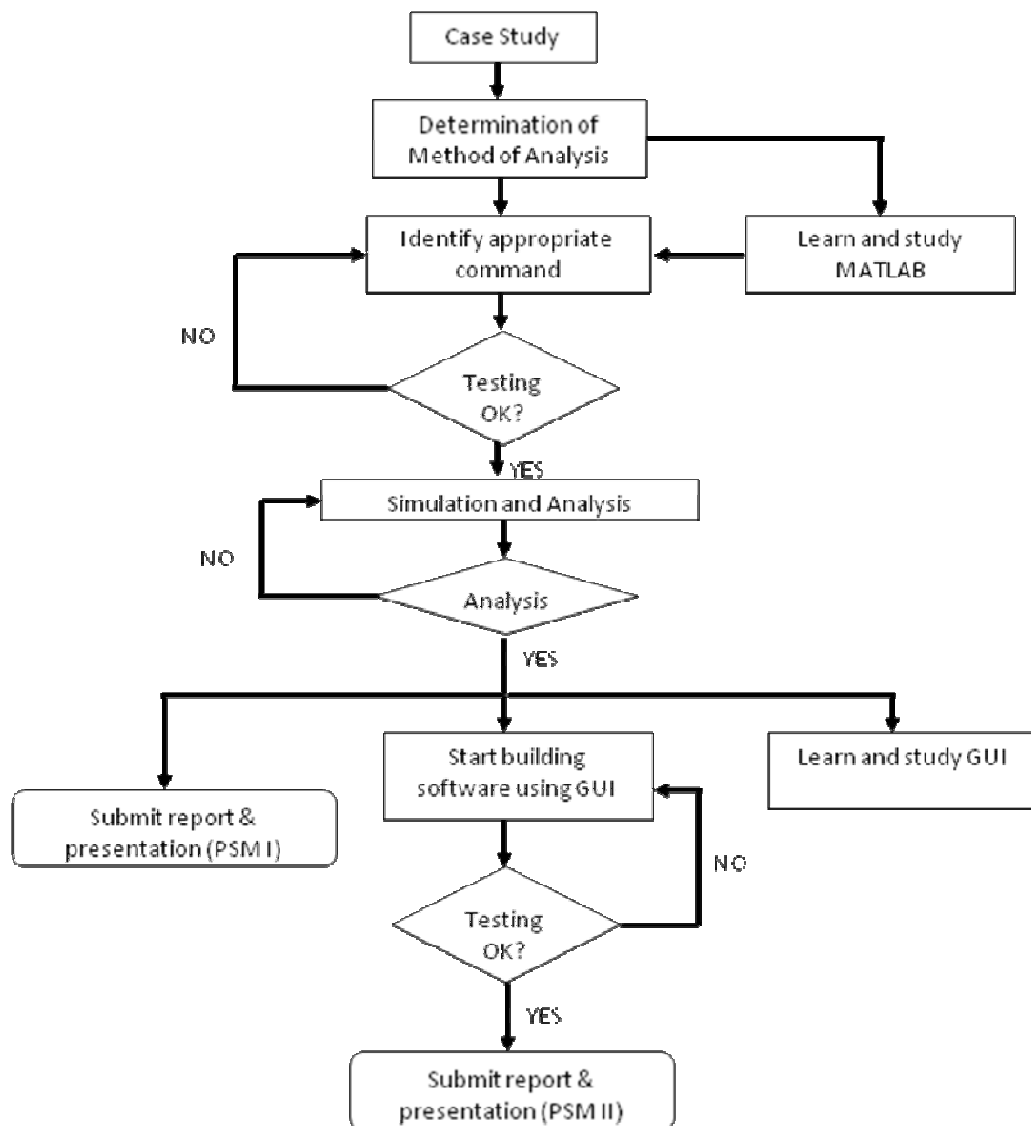 Case Study
Determination of
Method of Analysis
Identify appropriate
command
Learn and study
MATLAB
NO
Testing
OK?
YES
Simulation and Analysis
NO
Analysis
YES
Start building
software using GUI
Learn and study GUI
Submit report &
presentation (PSM I)
NO
Testing
OK?
YES
Submit report &
presentation (PSM II)